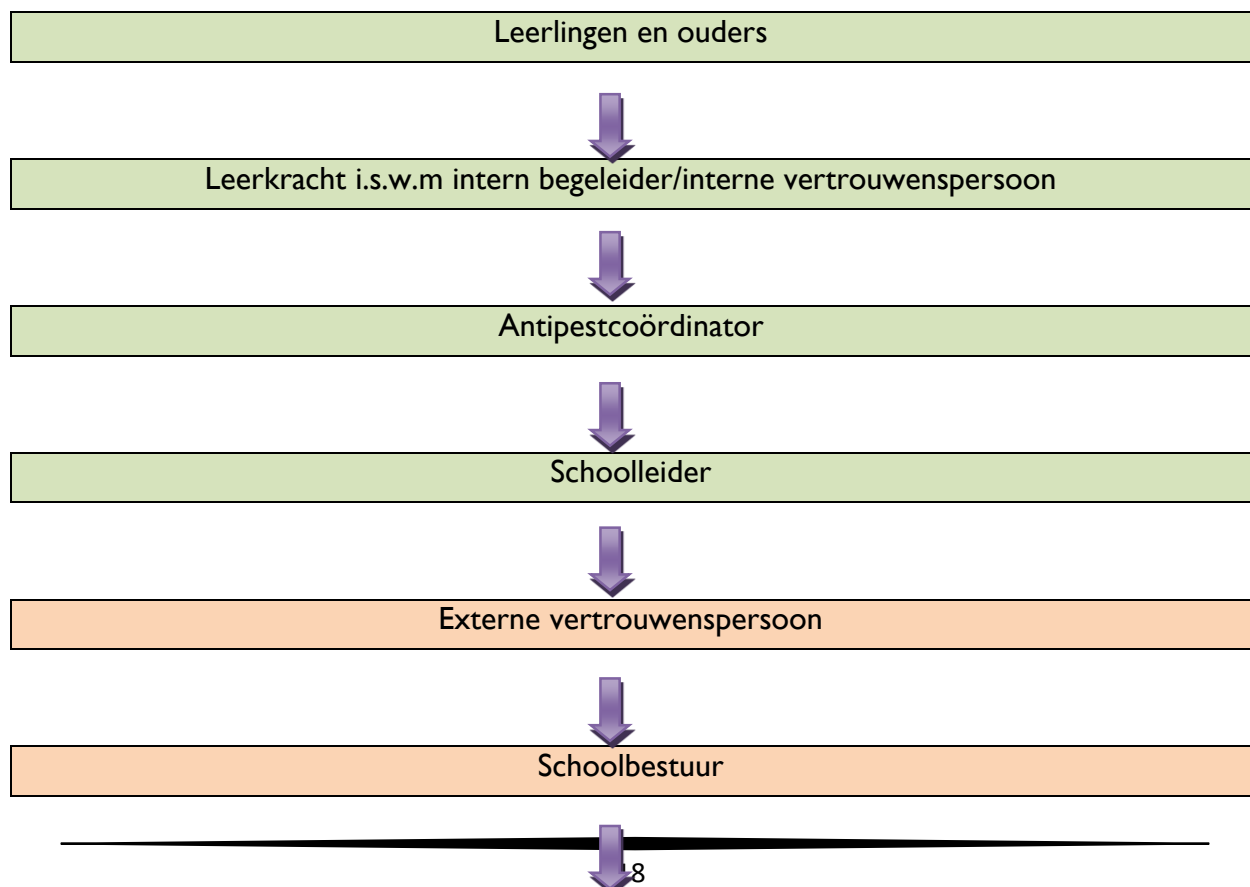 Leerlingen en ouders
Leerkracht i.s.w.m intern begeleider/interne vertrouwenspersoon
Antipestcoördinator
Schoolleider
Externe vertrouwenspersoon
Schoolbestuur